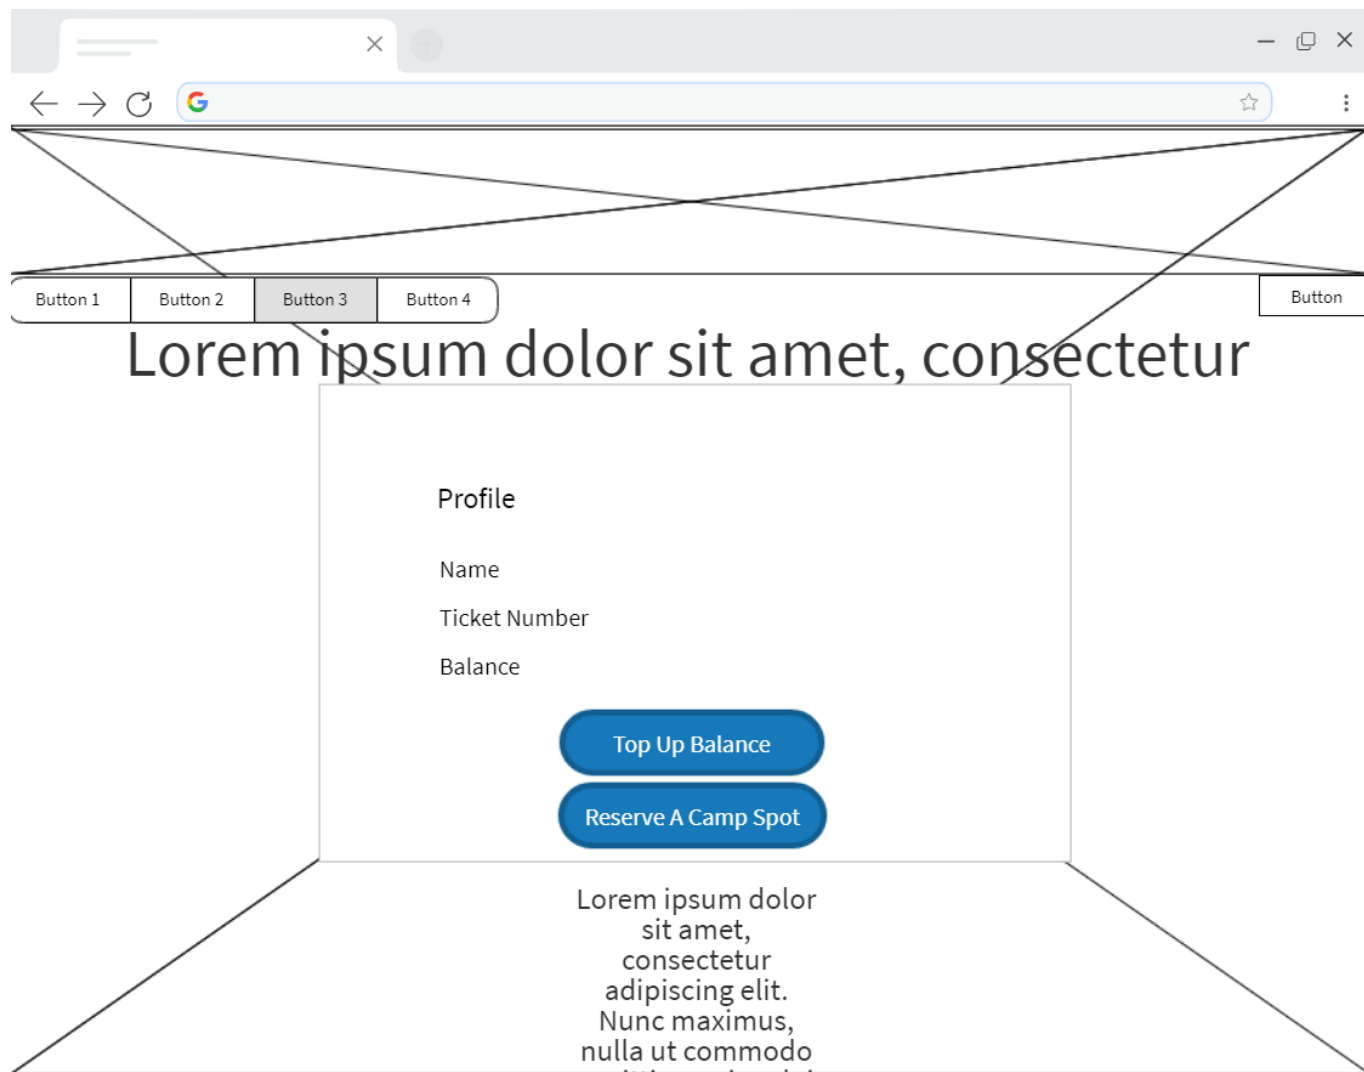 Button 1 Button 2 Button 3 Button 4 Button
Lorem ipsum dolor sit amet, consectetur
Profile
Name
Ticket Number
Balance
Top Up Balance
Reserve A Camp Spot
Lorem ipsum dolor
sit amet,
consectetur
adipiscing elit.
Nunc maximus,
nulla ut commodo